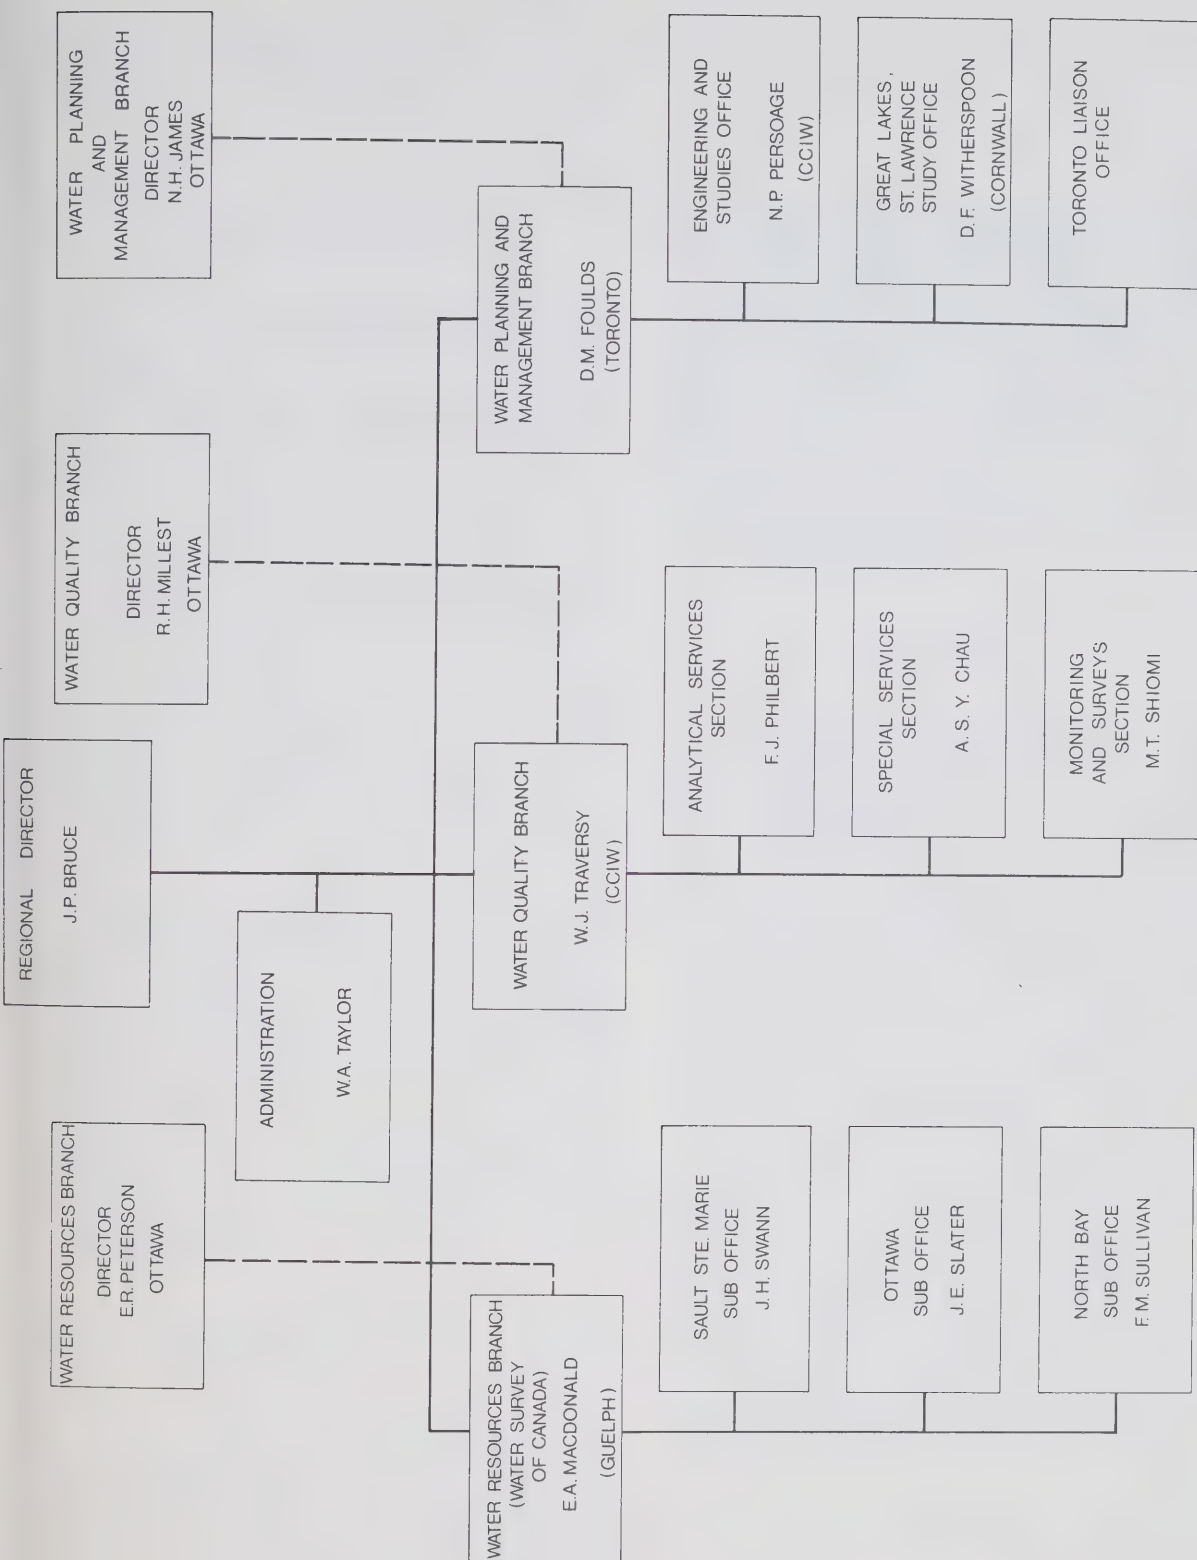 REGIONAL DIRECTOR
J.P. BRUCE
WATER RESOURCES BRANCH
DIRECTOR
E.R. PETERSON
OTTAWA
WATER QUALITY BRANCH
DIRECTOR
R.H. MILLEST
OTTAWA
WATER PLANNING
AND
MANAGEMENT BRANCH
DIRECTOR
N.H. JAMES
OTTAWA
ADMINISTRATION
W.A. TAYLOR
WATER RESOURCES BRANCH
(WATER SURVEY
OF CANADA)
E.A. MACDONALD
(GUELPH)
WATER QUALITY BRANCH
W.J. TRAVERSY
(CCIW)
WATER PLANNING AND
MANAGEMENT BRANCH
D.M. FOULDS
(TORONTO)
SAULT STE. MARIE
SUB OFFICE
J.H. SWANN
OTTAWA
SUB OFFICE
J.E. SLATER
NORTH BAY
SUB OFFICE
F.M. SULLIVAN
ANALYTICAL SERVICES
SECTION
F.J. PHILBERT
SPECIAL SERVICES
SECTION
A. S. Y. CHAU
MONITORING
AND SURVEYS
SECTION
M.T. SHIOMI
ENGINEERING AND
STUDIES OFFICE
N.P. PERSOAGE
(CCIW)
GREAT LAKES,
ST. LAWRENCE
STUDY OFFICE
D.F. WITHERSPOON
(CORNWALL)
TORONTO LIAISON
OFFICE